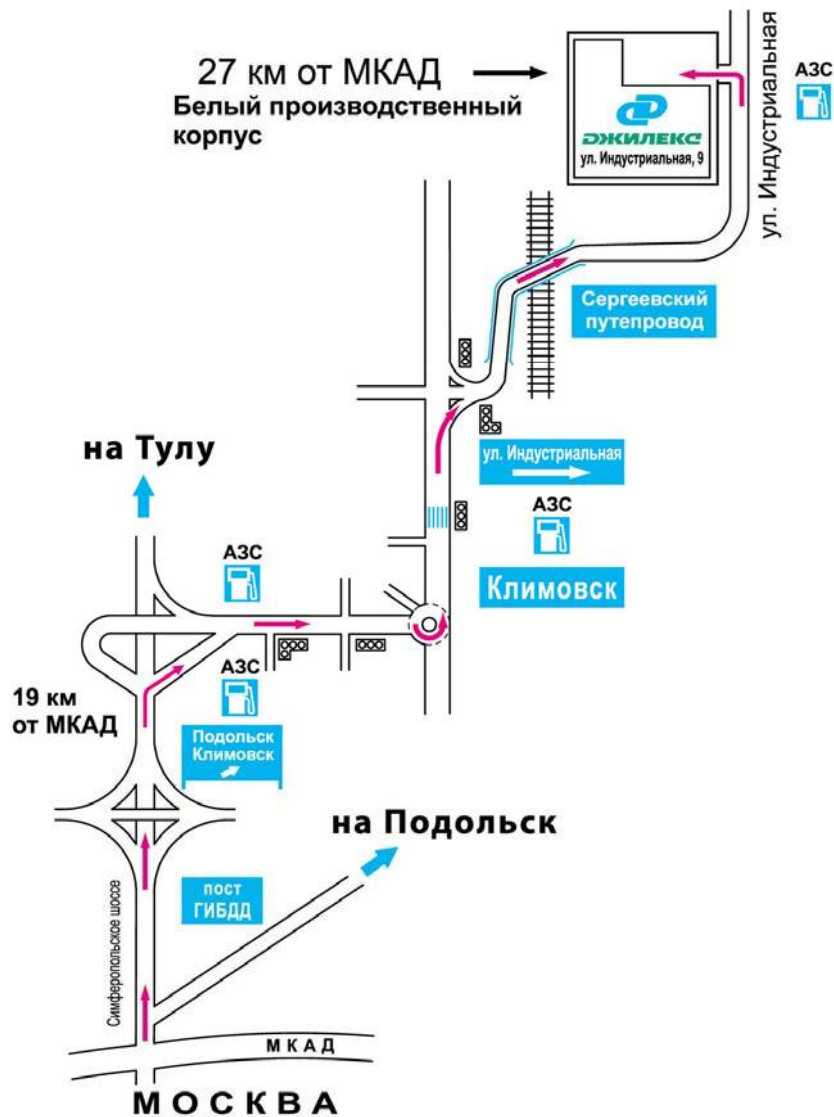 27 км от МКАД
Белый производственный
корпус
ДЖИЛЕКС
ул. Индустриальная, 9
ул. Индустриальная
АЗС
Сергеевский
путепровод
на Тулу
ул. Индустриальная
АЗС
Климовск
АЗС
АЗС
19 км
от МКАД
Подольск
Климовск
на Подольск
пост
ГИБДД
Симферопольское шоссе
МКАД
МОСКВА